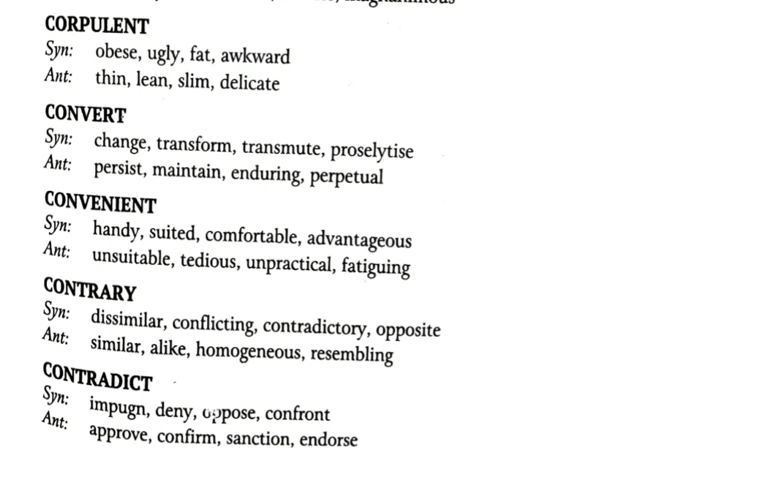 CORPULENT
Syn: obese, ugly, fat, awkward
Ant: thin, lean, slim, delicate
CONVERT
Syn: change, transform, transmute, proselytise
Ant: persist, maintain, enduring, perpetual
CONVENIENT
Syn: handy, suited, comfortable, advantageous
Ant: unsuitable, tedious, unpractical, fatiguing
CONTRARY
Syn: dissimilar, conflicting, contradictory, opposite
Ant: similar, alike, homogeneous, resembling
CONTRADICT
Syn: impugn, deny, oppose, confront
Ant: approve, confirm, sanction, endorse